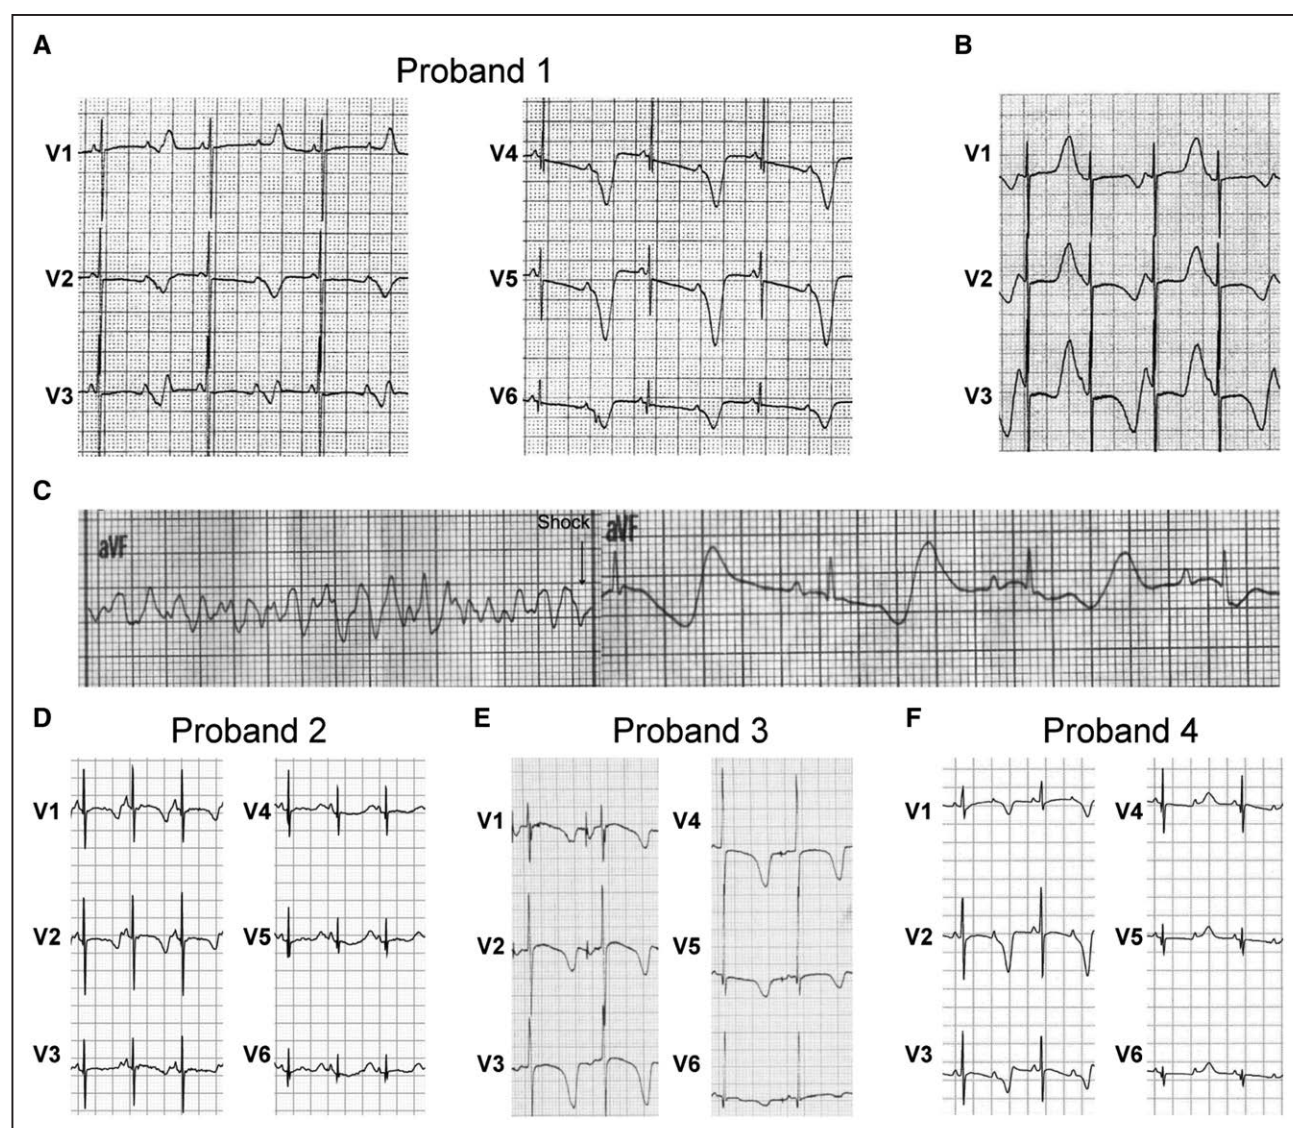 A
Proband 1
V1
V2
V3
V4
V5
V6
B
V1
V2
V3
C
aVF
Shock
aVF
D
Proband 2
V1
V2
V3
V4
V5
V6
E
Proband 3
V1
V2
V3
V4
V5
V6
F
Proband 4
V1
V2
V3
V4
V5
V6